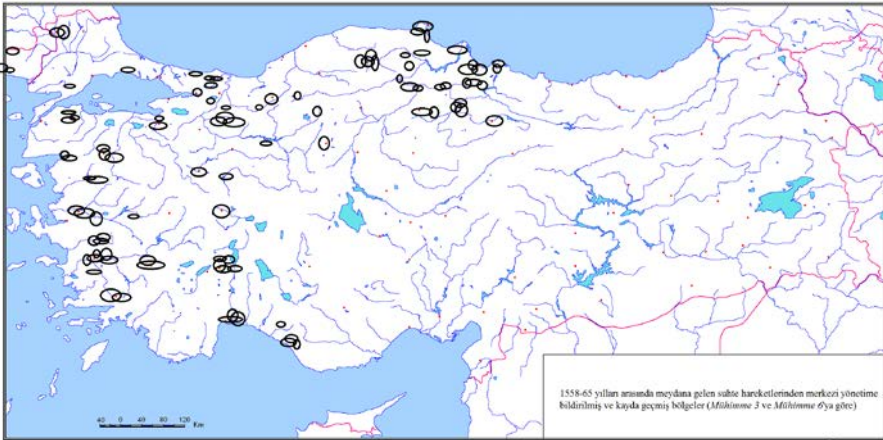 1558-65 yılları arasında meydana gelen suhte hareketlerinden merkezi yönetime
bildirilmiş ve kayda geçmiş bölgeler (Mühimme 3 ve Mühimme 6'ya göre)
40 0 40 80 120
Km